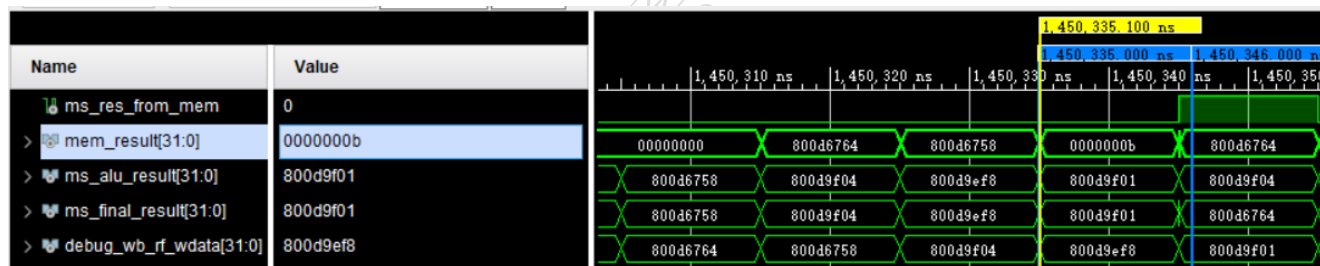 1,450,335.100 ns
1,450,335.000 ns 1,450,346.000 n
Name Value
1,450,310 ns 1,450,320 ns 1,450,330 ns 1,450,340 ns 1,450,350
ms_res_from_mem 0
mem_result[31:0] 0000000b 00000000 800d6764 800d6758 0000000b 800d6764
ms_alu_result[31:0] 800d9f01 800d6758 800d9f04 800d9ef8 800d9f01 800d9f04
ms_final_result[31:0] 800d9f01 800d6758 800d9f04 800d9ef8 800d9f01 800d6764
debug_wb_rf_wdata[31:0] 800d9ef8 800d6764 800d6758 800d9f04 800d9ef8 800d9f01